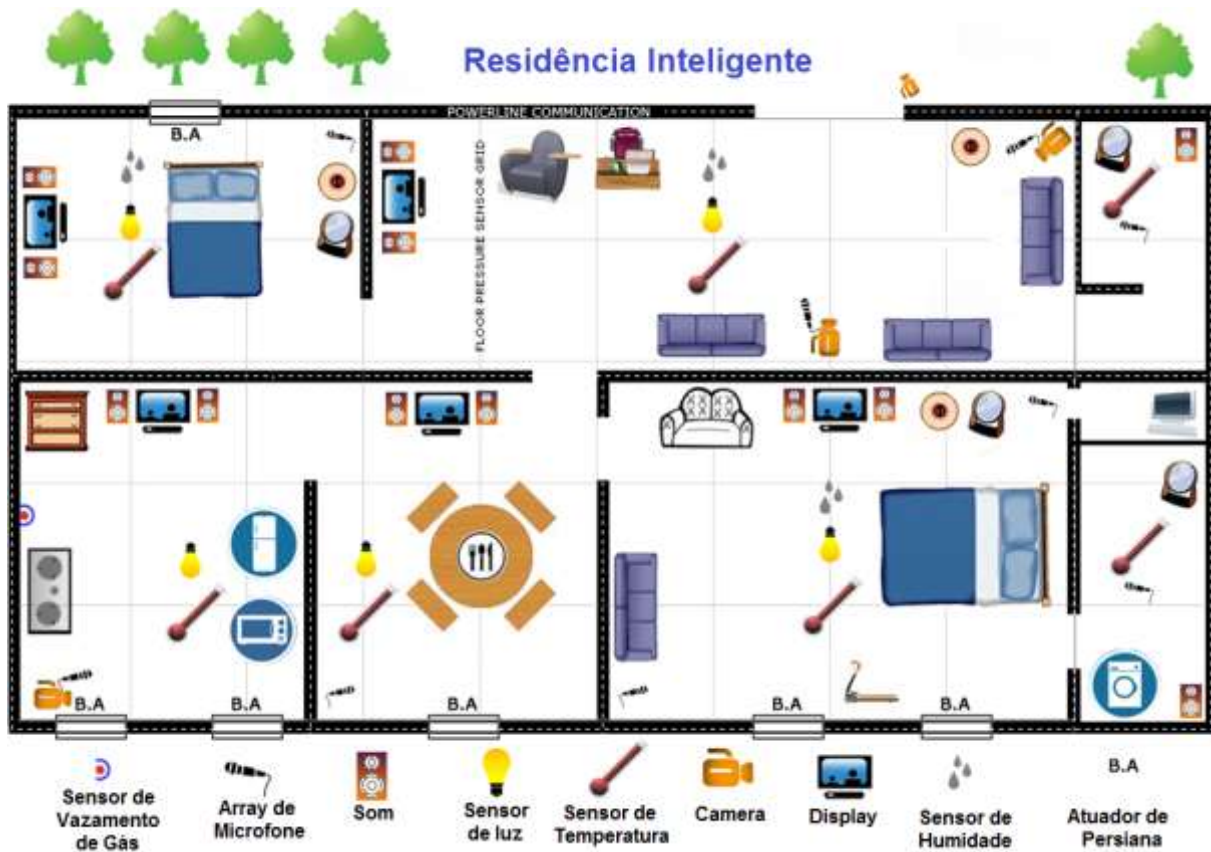 Residência Inteligente
POWERLINE COMMUNICATION
B.A
FLOOR PRESSURE SENSOR GRID
B.A
B.A
B.A
B.A
B.A
Sensor de
Vazamento
de Gás
Array de
Microfone
Som
Sensor
de luz
Sensor de
Temperatura
Camera
Display
Sensor de
Humidade
B.A
Atuador de
Persiana